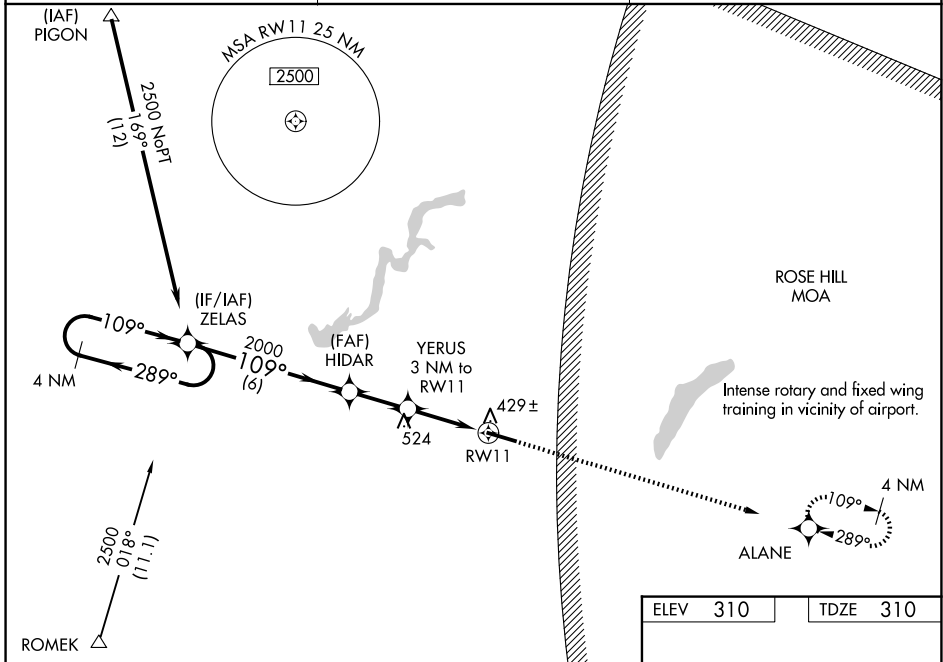 (IAF)
PIGON
MSA RW11 25 NM
2500
2500 NoPT
169°
(12)
(IF/IAF)
ZELAS
109°
289°
4 NM
2000
109°
(6)
(FAF)
HIDAR
YERUS
3 NM to
RW11
524
429±
RW11
ROSE HILL
MOA
Intense rotary and fixed wing
training in vicinity of airport.
4 NM
109°
289°
ALANE
2500
018°
(11.1)
ROMEK
ELEV 310
TDZE 310